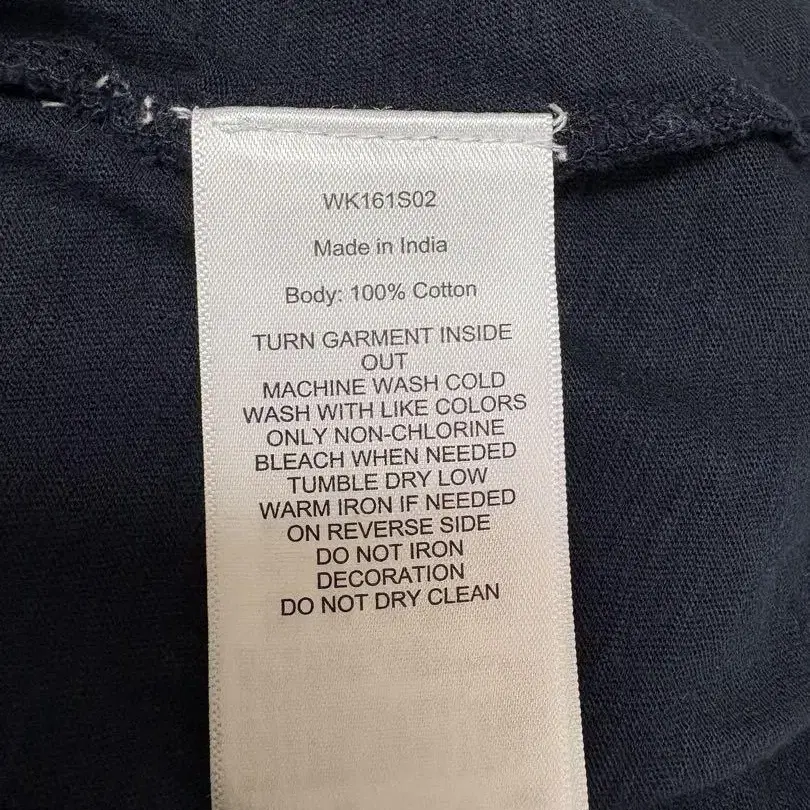 WK161S02
Made in India
Body: 100% Cotton
TURN GARMENT INSIDE
OUT
MACHINE WASH COLD
WASH WITH LIKE COLORS
ONLY NON-CHLORINE
BLEACH WHEN NEEDED
TUMBLE DRY LOW
WARM IRON IF NEEDED
ON REVERSE SIDE
DO NOT IRON
DECORATION
DO NOT DRY CLEAN